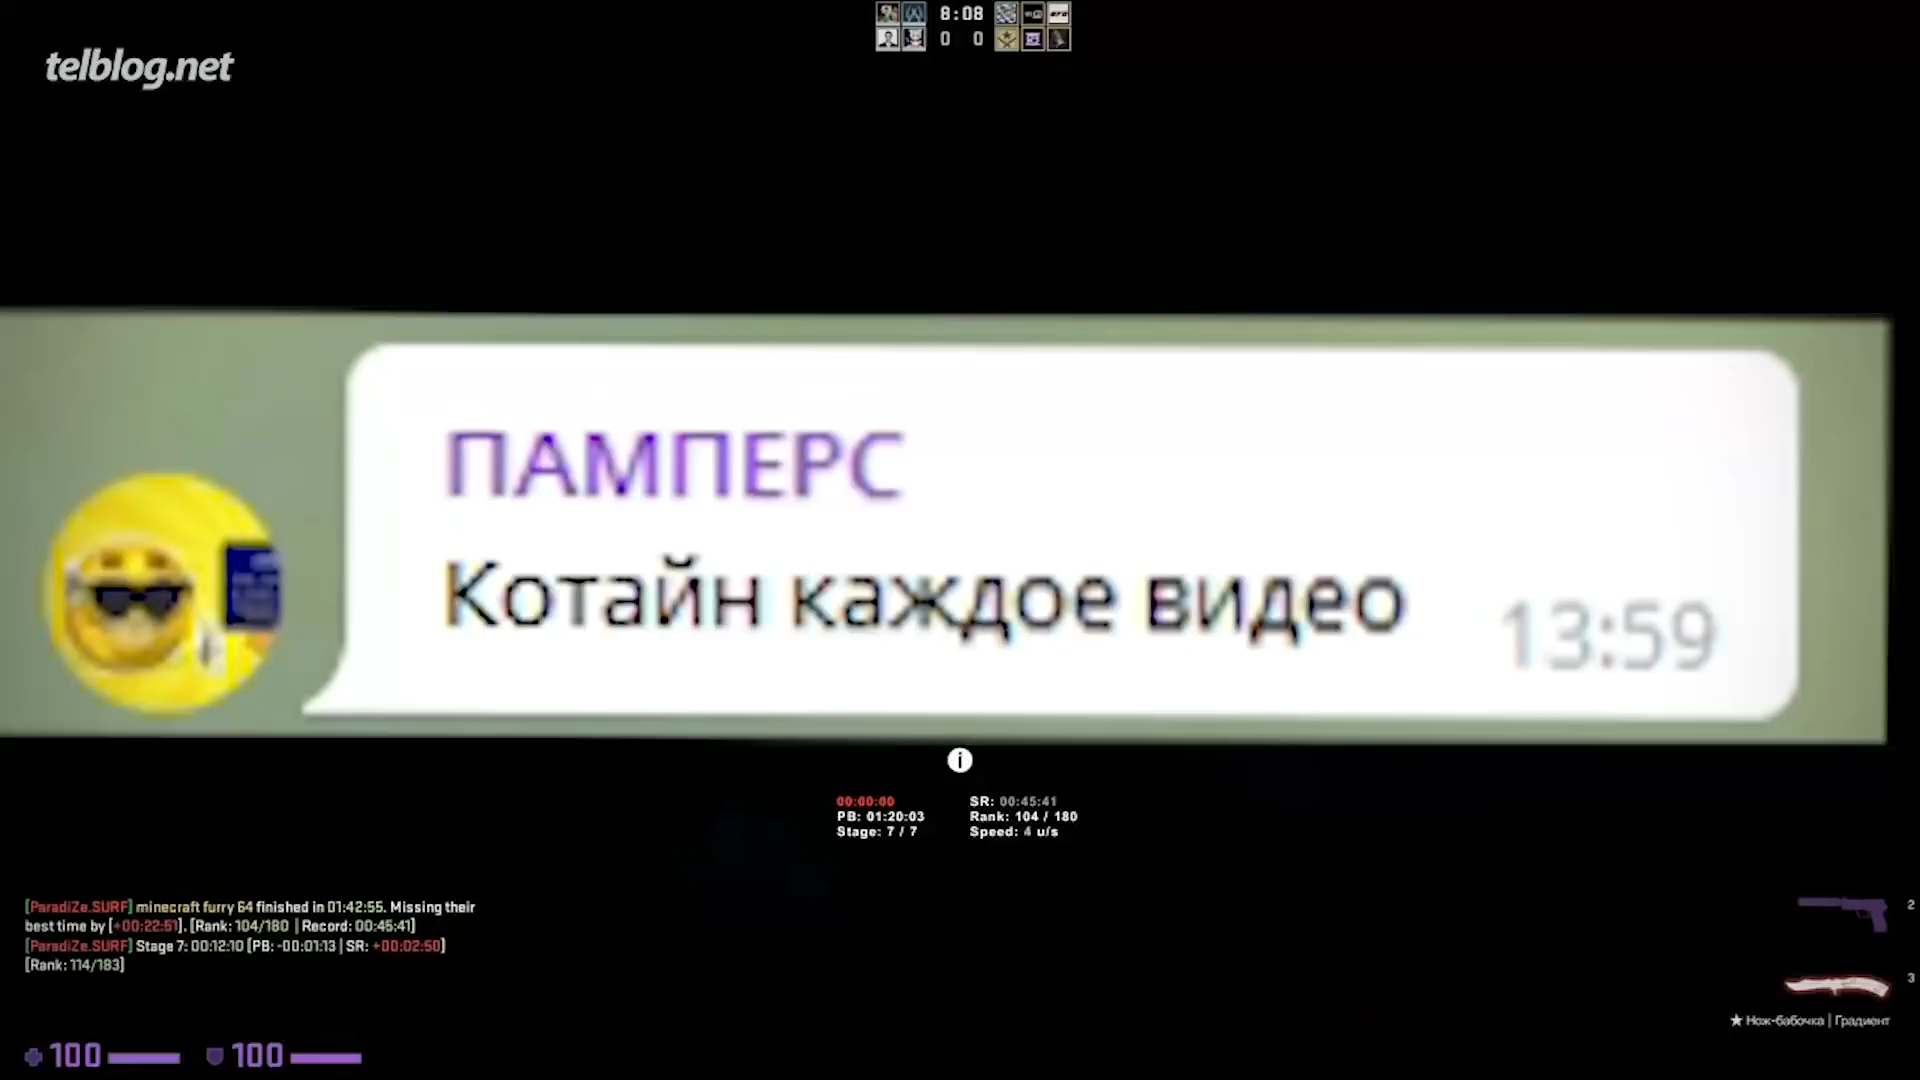 8:08
0 0
telblog.net
ПАМПЕРС
Котайн каждое видео
13:59
i
00:00:00 SR: 00:45:41
PB: 01:20:03 Rank: 104 / 180
Stage: 7 / 7 Speed: 4 u/s
[ParadiZe.SURF] minecraft furry 64 finished in 01:42:55. Missing their
best time by [+00:22:51]. [Rank: 104/180 | Record: 00:45:41]
[ParadiZe.SURF] Stage 7: 00:12:10 [PB: -00:01:13 | SR: +00:02:50]
[Rank: 114/183]
2
3
★ Нож-бабочка | Градиент
100 100